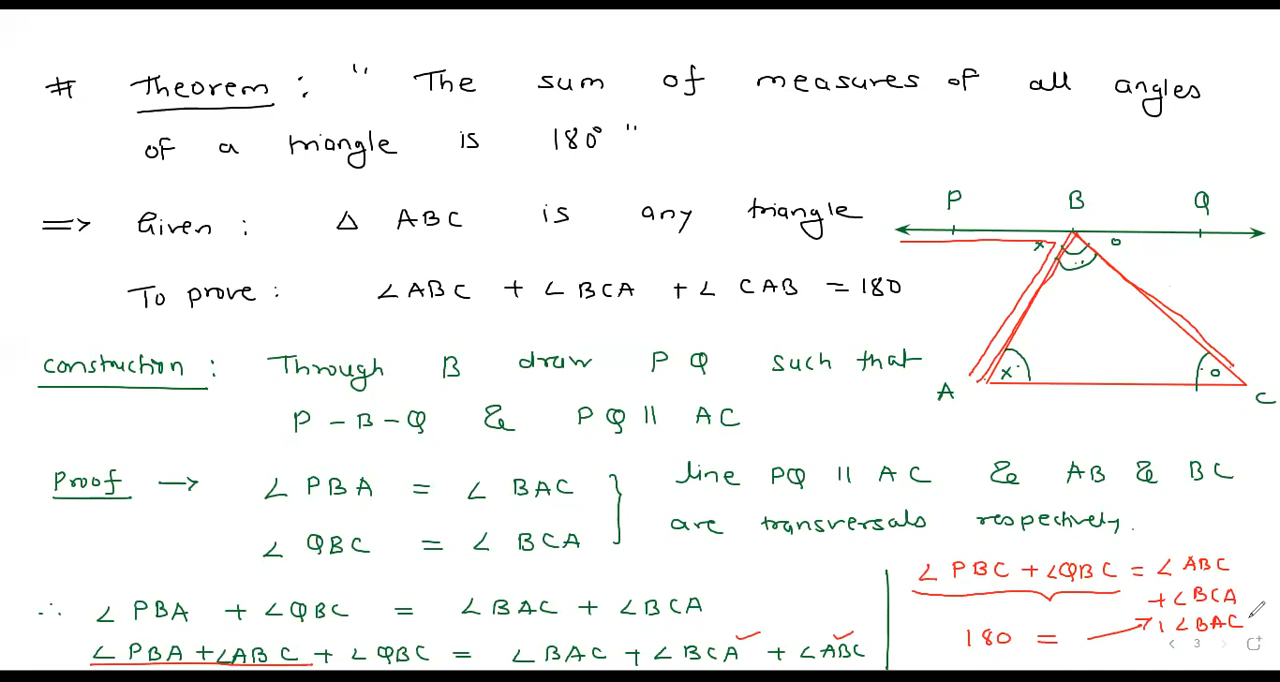 # Theorem : " The sum of measures of all angles
of a triangle is 180° "
=> Given : Δ ABC is any triangle
To prove : ∠ABC + ∠BCA + ∠CAB = 180
P B Q
x o
x o
A C
construction : Through B draw PQ such that
P - B - Q & PQ || AC
Proof → ∠PBA = ∠BAC } line PQ || AC & AB & BC
∠QBC = ∠BCA are transversals respectively.
∴ ∠PBA + ∠QBC = ∠BAC + ∠BCA
∠PBA + ∠ABC + ∠QBC = ∠BAC + ∠BCA + ∠ABC
∠PBC + ∠QBC = ∠ABC
+ ∠BCA
180 = + ∠BAC
< 3 >